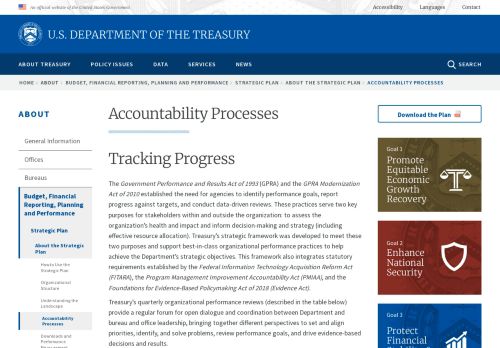 An official website of the United States Government
Accessibility Languages Contact
U.S. DEPARTMENT OF THE TREASURY
ABOUT TREASURY POLICY ISSUES DATA SERVICES NEWS SEARCH
HOME › ABOUT › BUDGET, FINANCIAL REPORTING, PLANNING AND PERFORMANCE › STRATEGIC PLAN › ABOUT THE STRATEGIC PLAN › ACCOUNTABILITY PROCESSES
ABOUT
General Information
Offices
Bureaus
Budget, Financial
Reporting, Planning
and Performance
Strategic Plan
About the Strategic
Plan
How to Use the
Strategic Plan
Organizational
Structure
Understanding the
Landscape
Accountability
Processes
Downloads and
Performance
Accountability Processes
Tracking Progress
The Government Performance and Results Act of 1993 (GPRA) and the GPRA Modernization
Act of 2010 established the need for agencies to identify performance goals, report
progress against targets, and conduct data-driven reviews. These practices serve two key
purposes for stakeholders within and outside the organization: to assess the
organization's health and impact and inform decision-making and strategy (including
effective resource allocation). Treasury's strategic framework was developed to meet these
two purposes and support best-in-class organizational performance practices to help
achieve the Department's strategic objectives. This framework also integrates statutory
requirements established by the Federal Information Technology Acquisition Reform Act
(FITARA), the Program Management Improvement Accountability Act (PMIAA), and the
Foundations for Evidence-Based Policymaking Act of 2018 (Evidence Act).
Treasury's quarterly organizational performance reviews (described in the table below)
provide a regular forum for open dialogue and coordination between Department and
bureau and office leadership, bringing together different perspectives to set and align
priorities, identify, and solve problems, review performance goals, and drive evidence-
based decisions and results.
Download the Plan
Goal 1
Promote
Equitable
Economic
Growth
Recovery
Goal 2
Enhance
National
Security
Goal 3
Protect
Financial